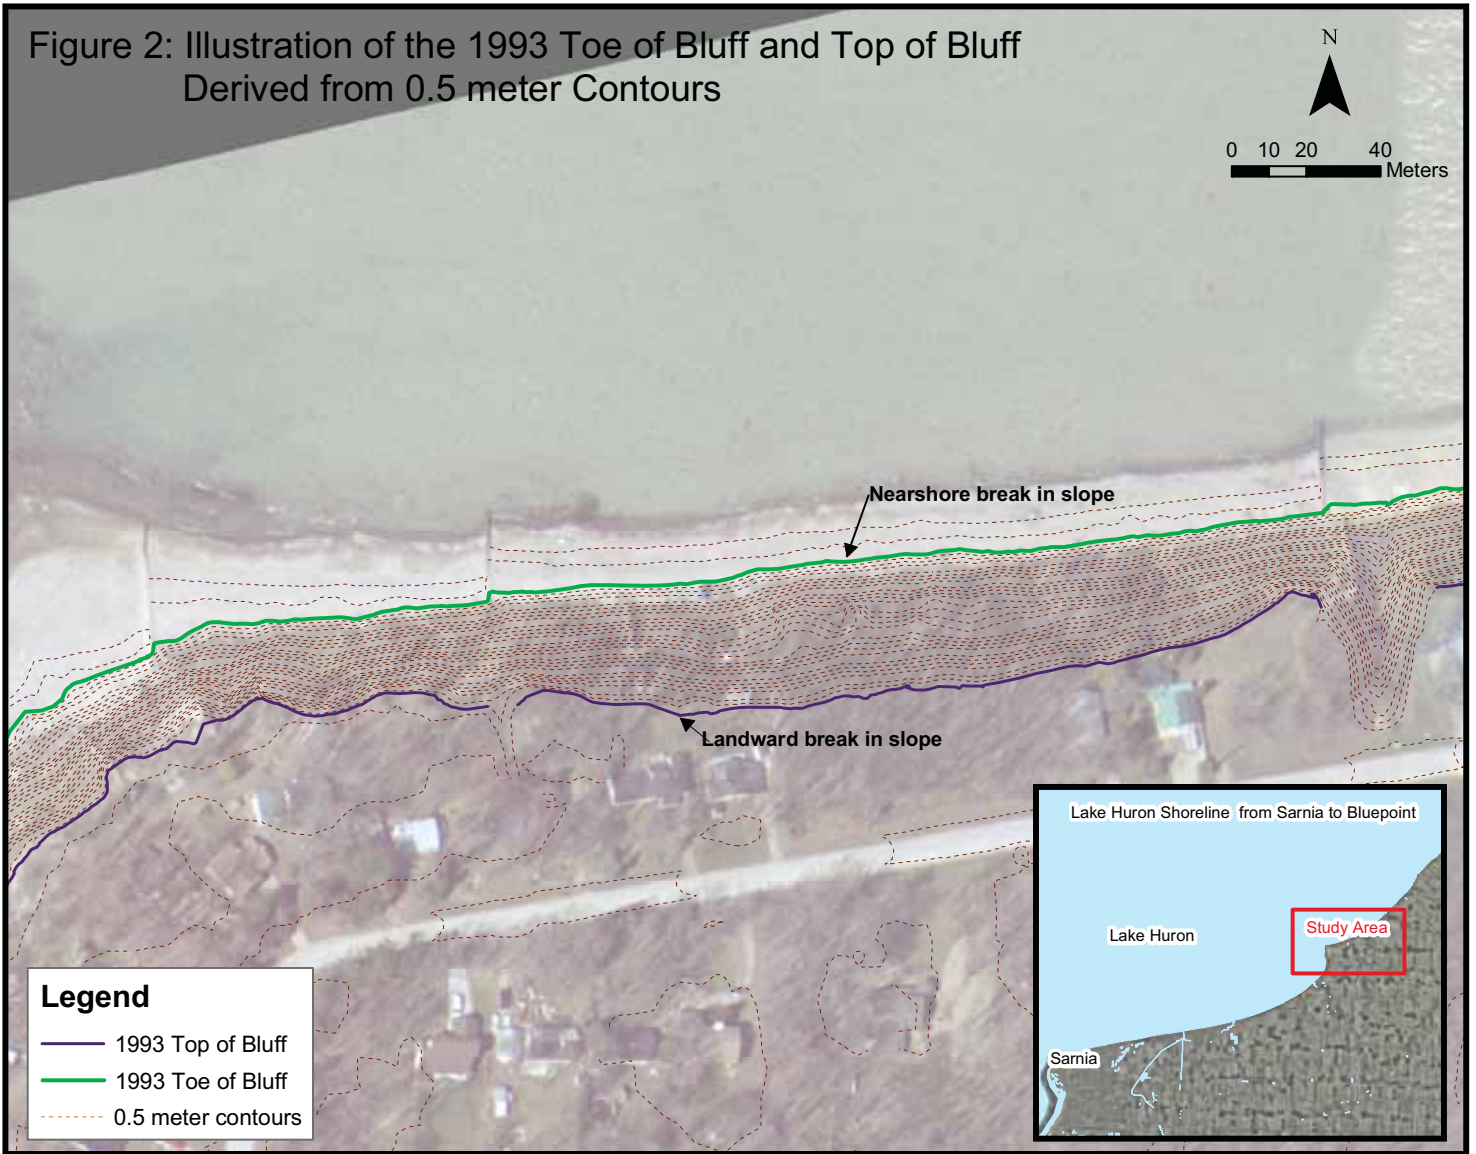 Figure 2: Illustration of the 1993 Toe of Bluff and Top of Bluff
Derived from 0.5 meter Contours
N
0 10 20 40
Meters
Nearshore break in slope
Landward break in slope
Legend
1993 Top of Bluff
1993 Toe of Bluff
0.5 meter contours
Lake Huron Shoreline from Sarnia to Bluepoint
Study Area
Lake Huron
Sarnia